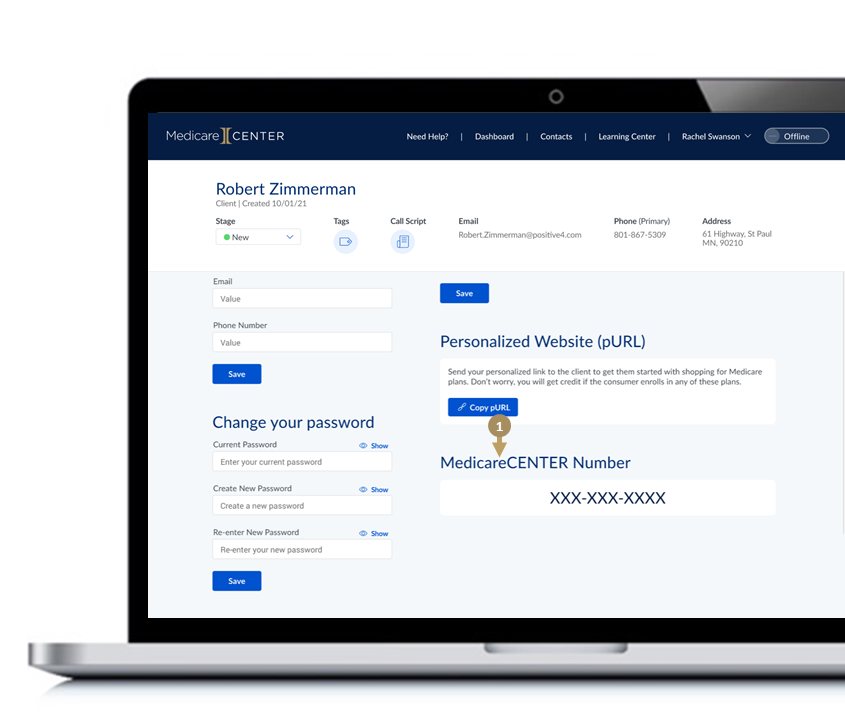 MedicareCENTER
Need Help? | Dashboard | Contacts | Learning Center | Rachel Swanson
Offline
Robert Zimmerman
Client | Created 10/01/21
Stage
New
Tags
Call Script
Email
Robert.Zimmerman@positive4.com
Phone (Primary)
801-867-5309
Address
61 Highway, St Paul
MN, 90210
Email
Value
Phone Number
Value
Save
Change your password
Current Password
Show
Enter your current password
Create New Password
Show
Create a new password
Re-enter New Password
Show
Re-enter your new password
Save
Save
Personalized Website (pURL)
Send your personalized link to the client to get them started with shopping for Medicare
plans. Don't worry, you will get credit if the consumer enrolls in any of these plans.
Copy pURL
1
MedicareCENTER Number
XXX-XXX-XXXX